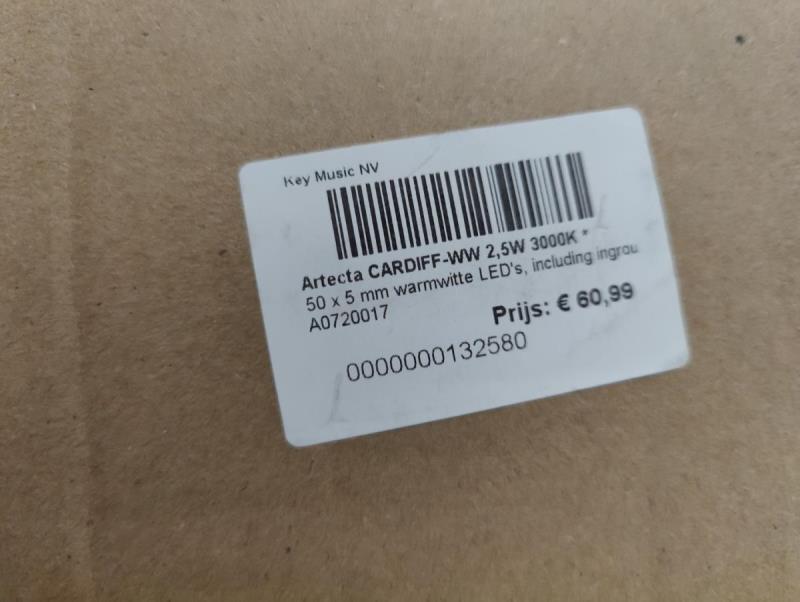 Key Music NV
Artecta CARDIFF-WW 2,5W 3000K *
50 x 5 mm warmwitte LED's, including ingrou
A0720017
Prijs: € 60,99
0000000132580